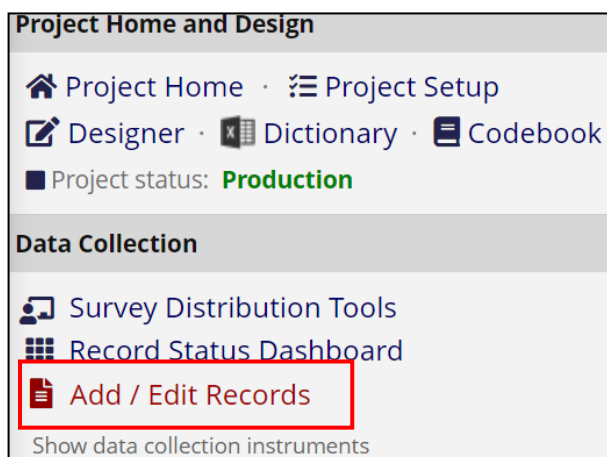 Project Home and Design
Project Home · Project Setup
Designer · Dictionary · Codebook
Project status: Production
Data Collection
Survey Distribution Tools
Record Status Dashboard
Add / Edit Records
Show data collection instruments